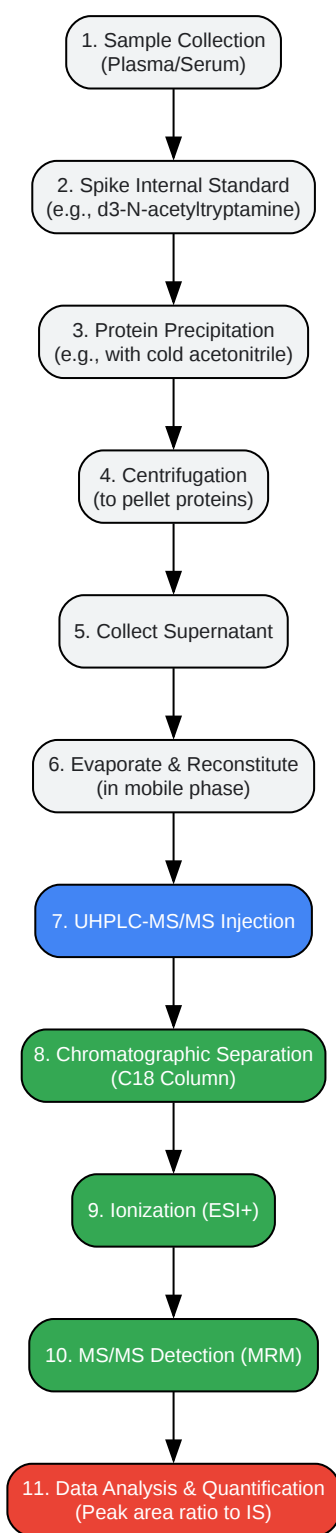 1. Sample Collection
(Plasma/Serum)
2. Spike Internal Standard
(e.g., d3-N-acetyltryptamine)
3. Protein Precipitation
(e.g., with cold acetonitrile)
4. Centrifugation
(to pellet proteins)
5. Collect Supernatant
6. Evaporate & Reconstitute
(in mobile phase)
7. UHPLC-MS/MS Injection
8. Chromatographic Separation
(C18 Column)
9. Ionization (ESI+)
10. MS/MS Detection (MRM)
11. Data Analysis & Quantification
(Peak area ratio to IS)